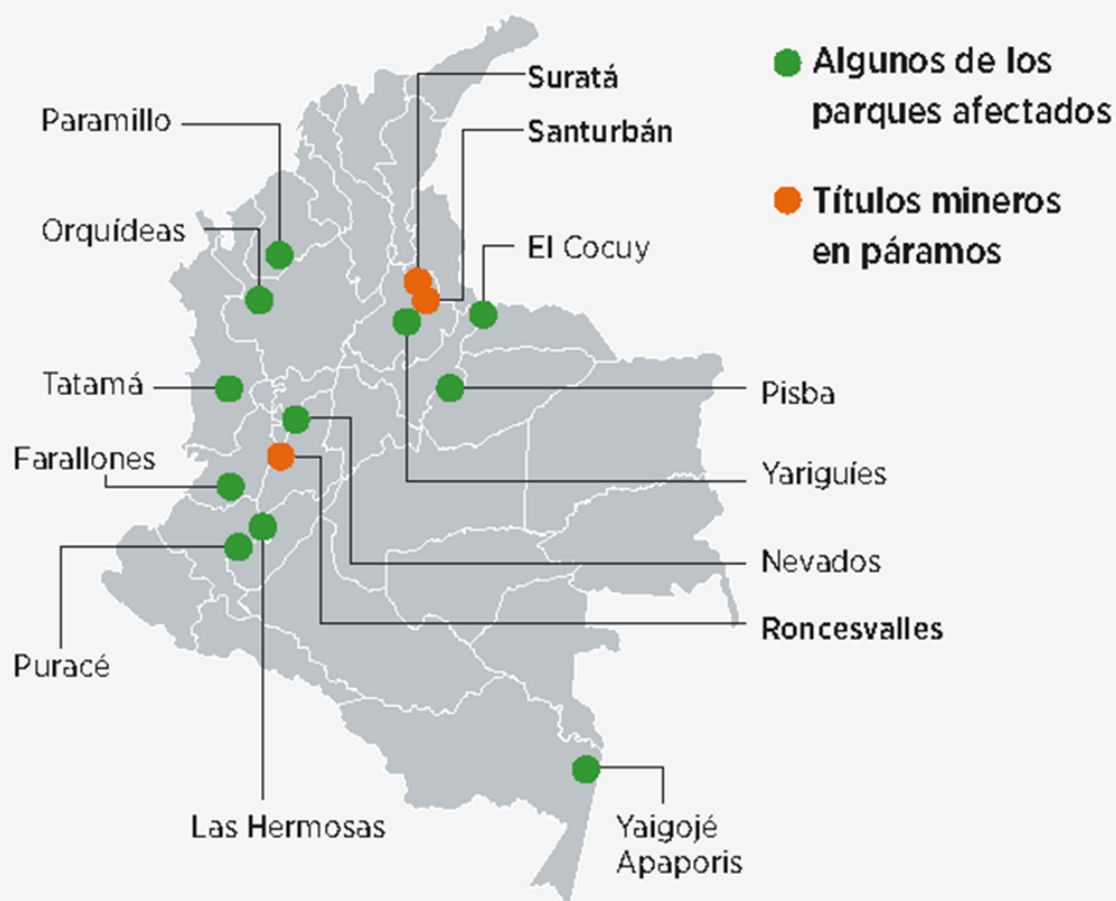 Algunos de los
parques afectados
Títulos mineros
en páramos
Suratá
Paramillo
Santurbán
Orquídeas
El Cocuy
Tatamá
Pisba
Farallones
Yariguíes
Nevados
Roncesvalles
Puracé
Las Hermosas
Yaigojé
Apaporis